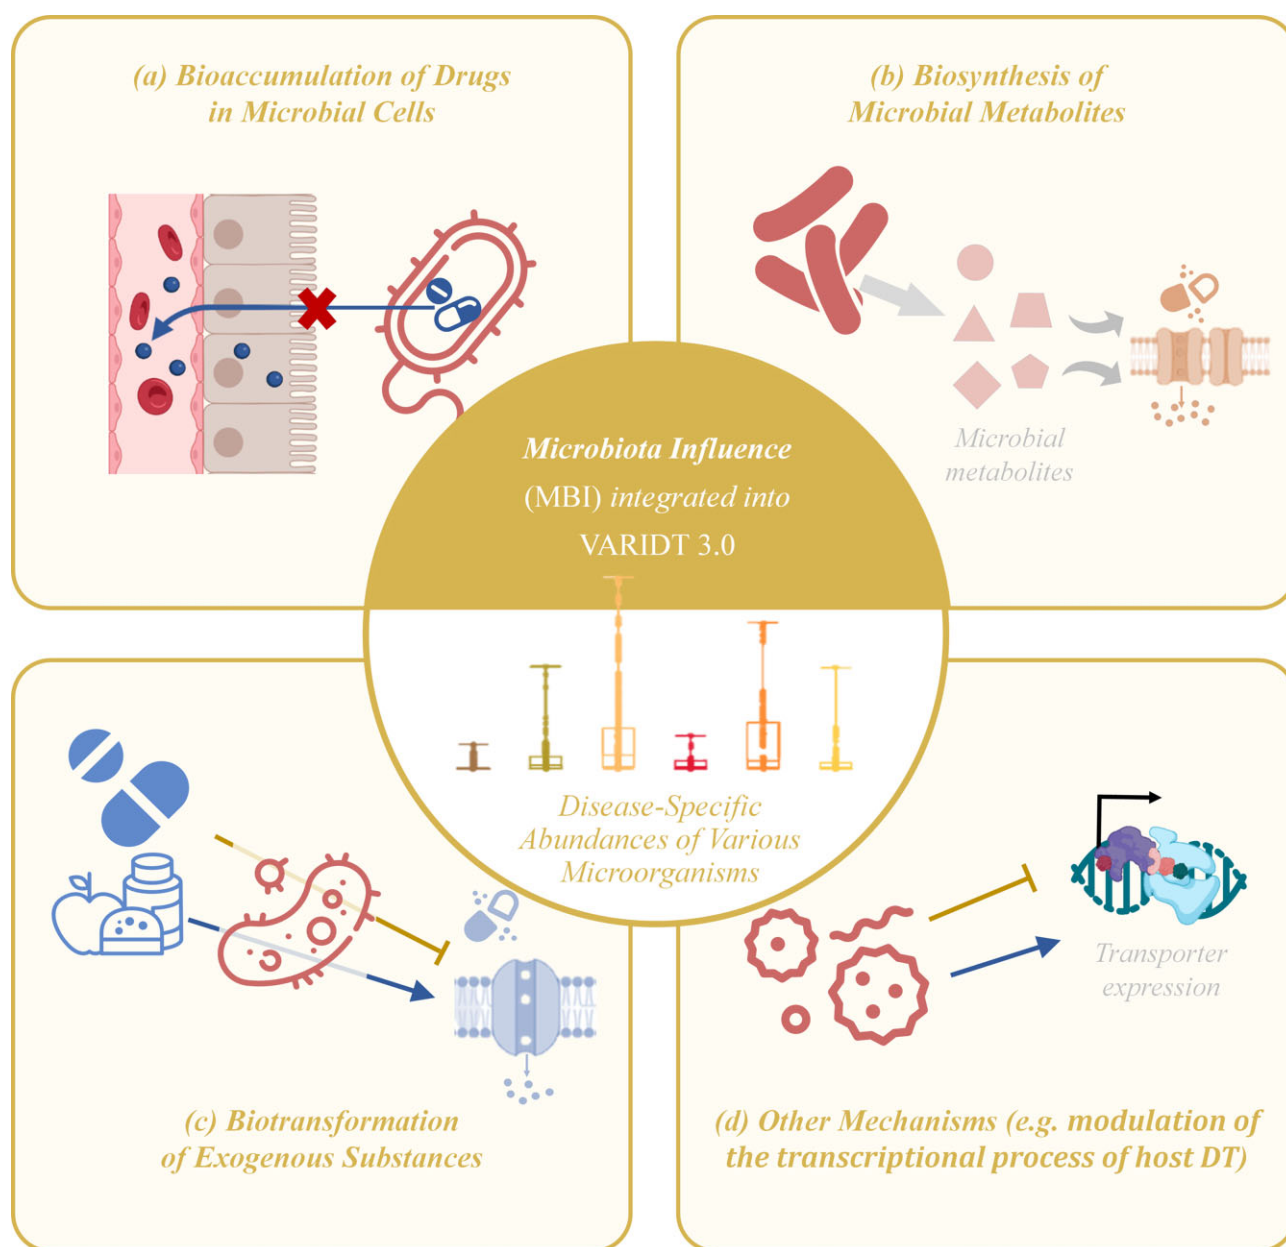 (a) Bioaccumulation of Drugs
in Microbial Cells
(b) Biosynthesis of
Microbial Metabolites
Microbial
metabolites
Microbiota Influence
(MBI) integrated into
VARIDT 3.0
Disease-Specific
Abundances of Various
Microorganisms
Transporter
expression
(c) Biotransformation
of Exogenous Substances
(d) Other Mechanisms (e.g. modulation of
the transcriptional process of host DT)